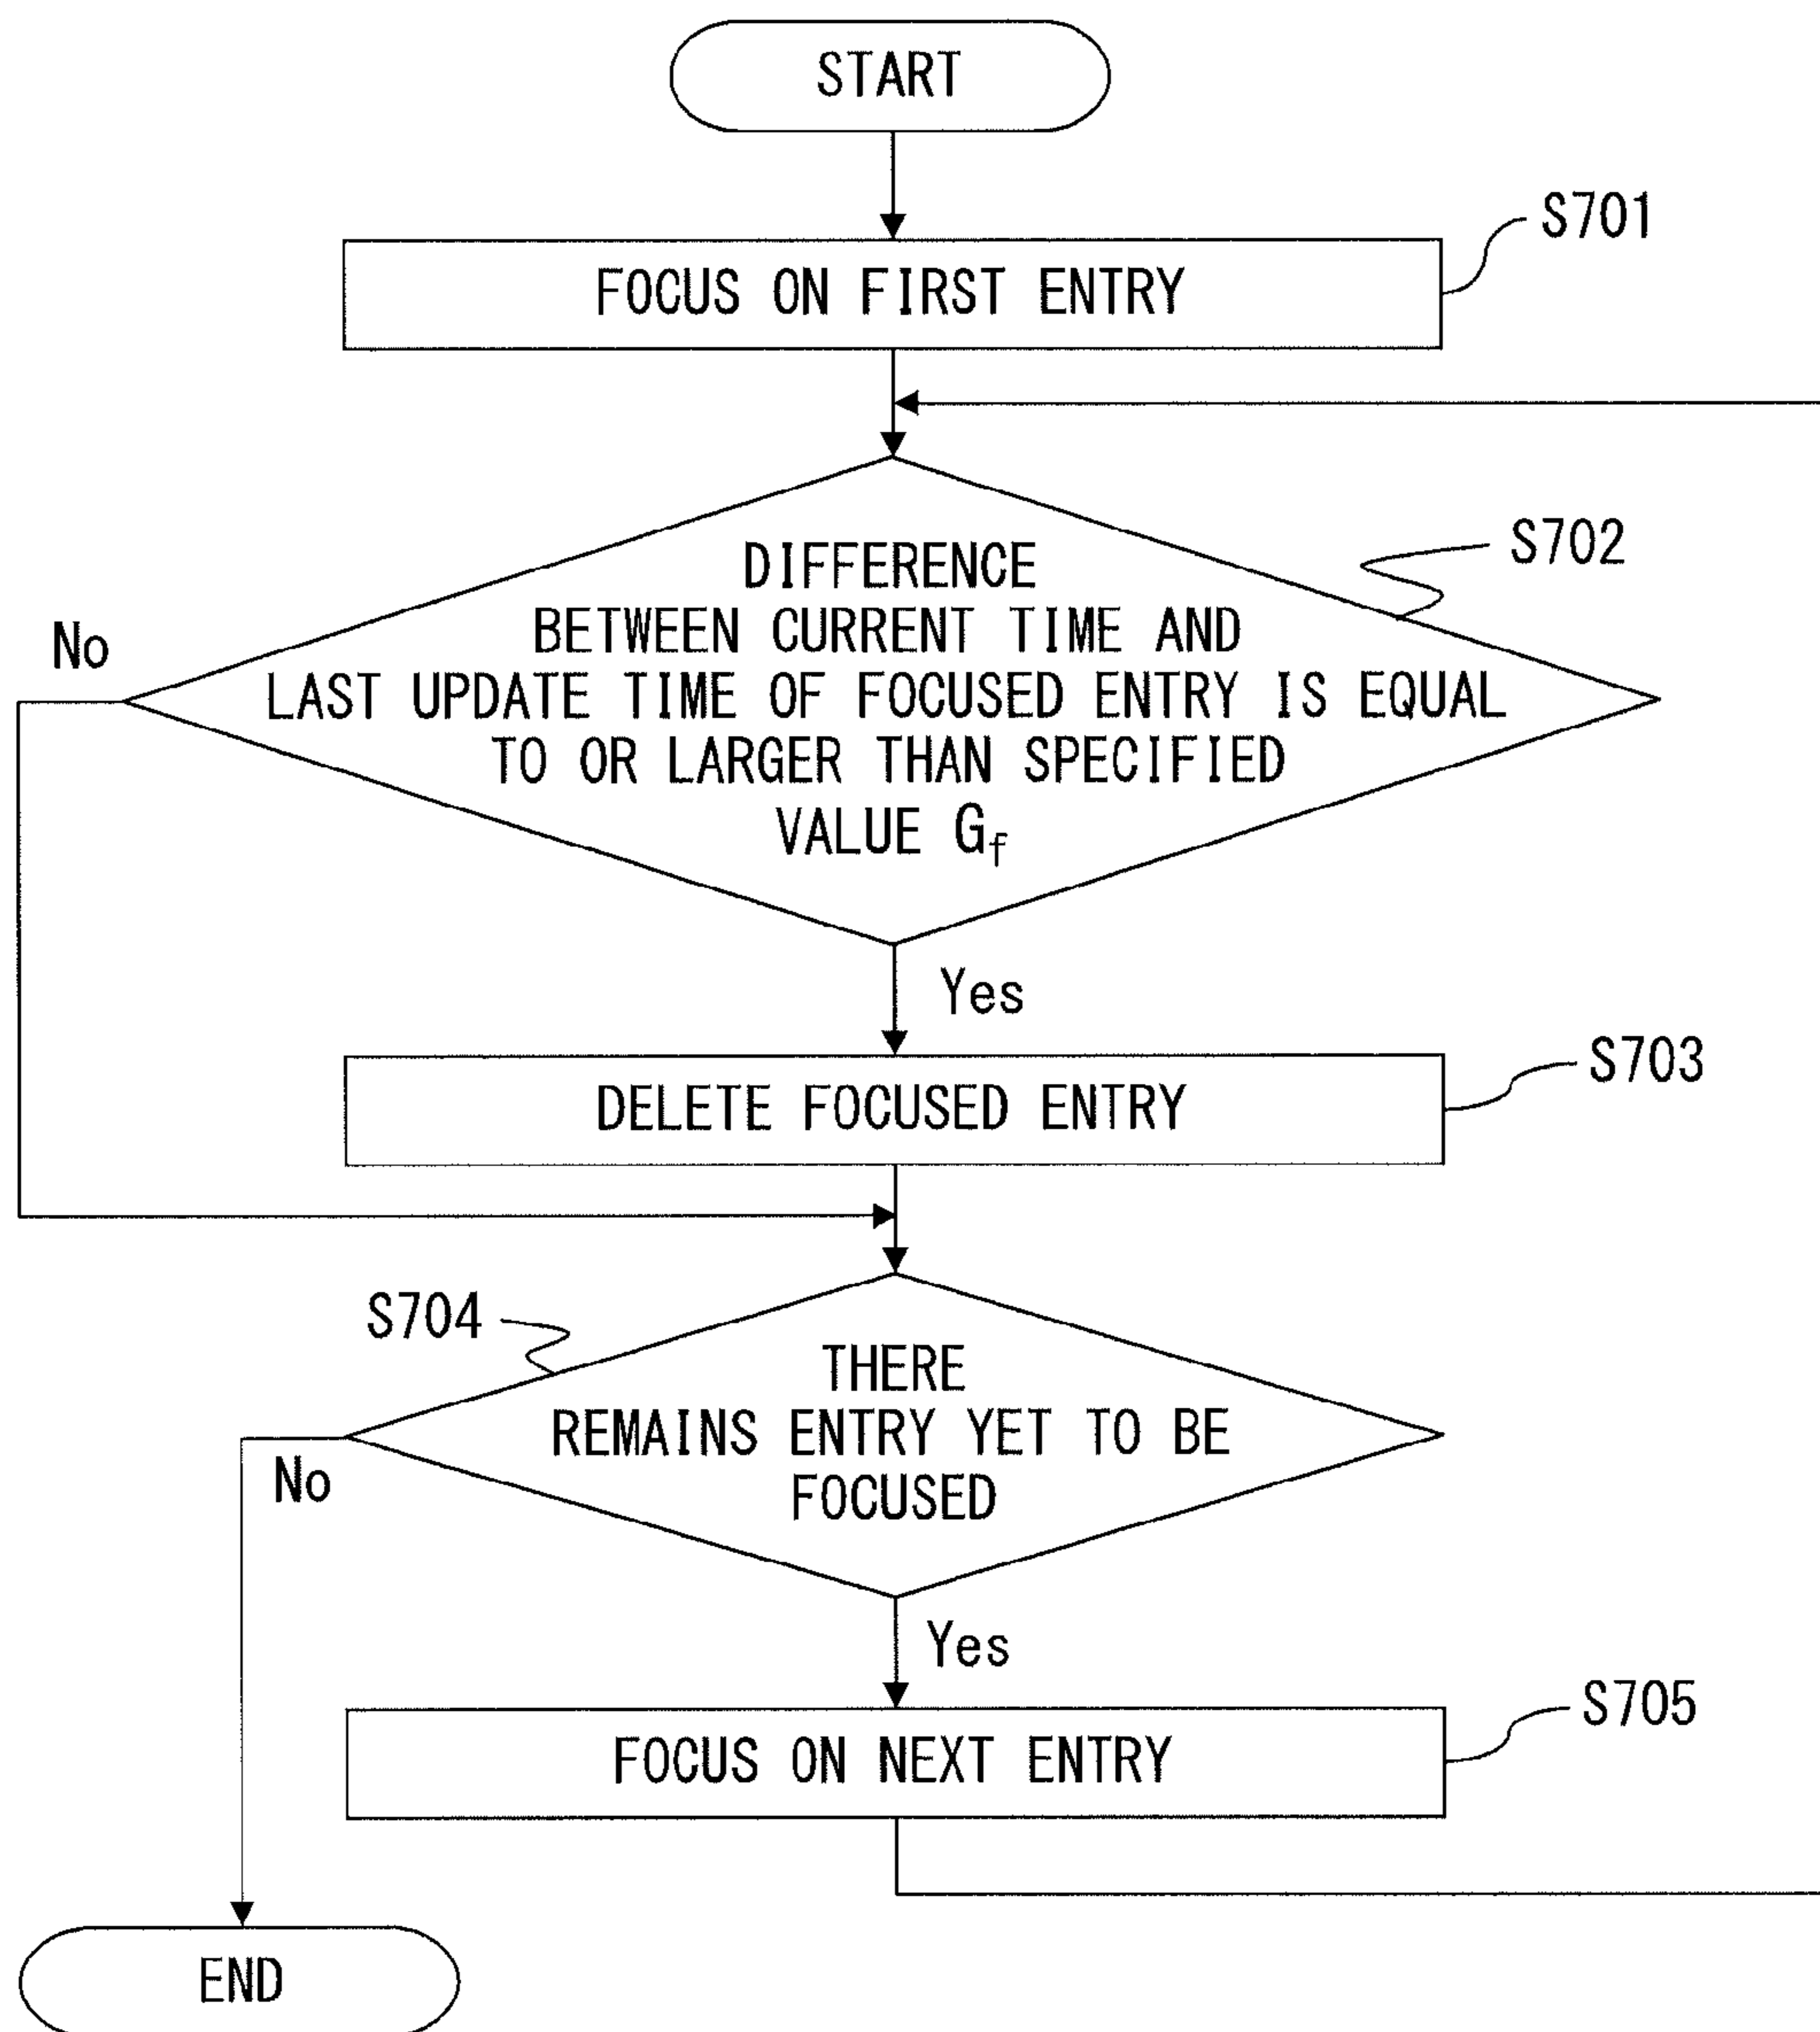 START
S701
FOCUS ON FIRST ENTRY
S702
DIFFERENCE
BETWEEN CURRENT TIME AND
LAST UPDATE TIME OF FOCUSED ENTRY IS EQUAL
TO OR LARGER THAN SPECIFIED
VALUE Gf
No
Yes
S703
DELETE FOCUSED ENTRY
S704
THERE
REMAINS ENTRY YET TO BE
FOCUSED
No
Yes
S705
FOCUS ON NEXT ENTRY
END